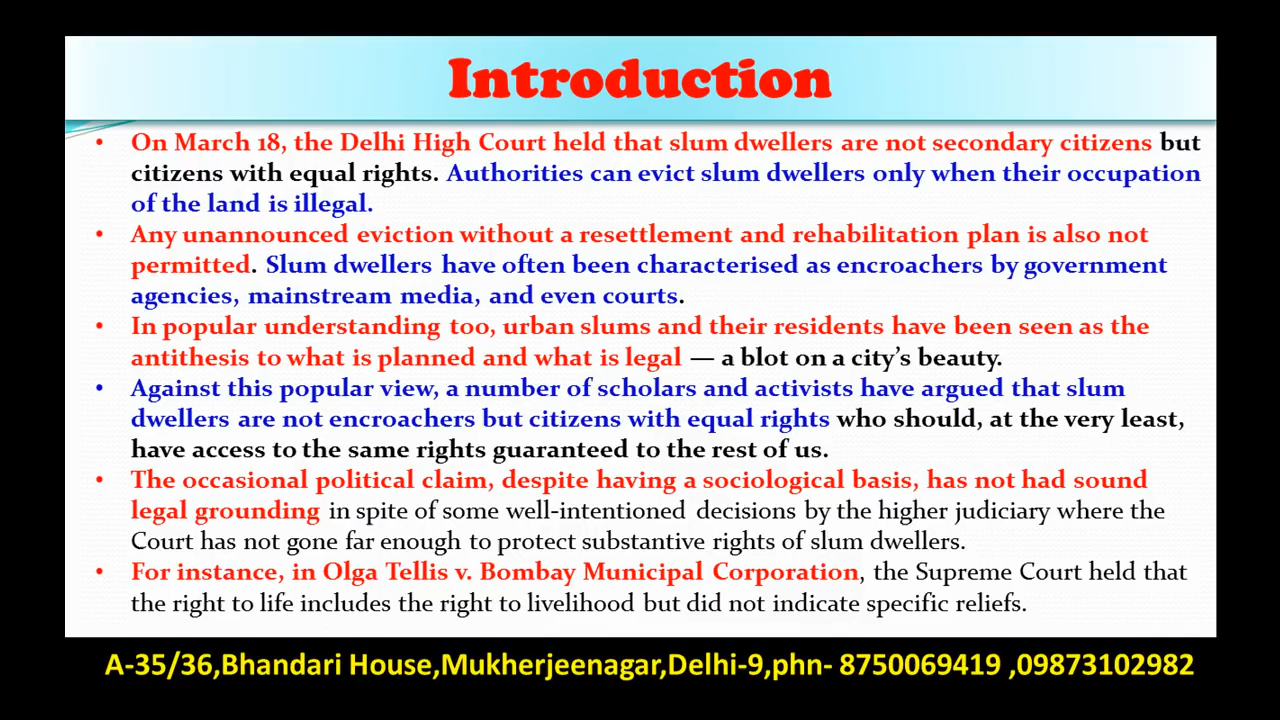 Introduction
• On March 18, the Delhi High Court held that slum dwellers are not secondary citizens but
citizens with equal rights. Authorities can evict slum dwellers only when their occupation
of the land is illegal.
• Any unannounced eviction without a resettlement and rehabilitation plan is also not
permitted. Slum dwellers have often been characterised as encroachers by government
agencies, mainstream media, and even courts.
• In popular understanding too, urban slums and their residents have been seen as the
antithesis to what is planned and what is legal — a blot on a city's beauty.
• Against this popular view, a number of scholars and activists have argued that slum
dwellers are not encroachers but citizens with equal rights who should, at the very least,
have access to the same rights guaranteed to the rest of us.
• The occasional political claim, despite having a sociological basis, has not had sound
legal grounding in spite of some well-intentioned decisions by the higher judiciary where the
Court has not gone far enough to protect substantive rights of slum dwellers.
• For instance, in Olga Tellis v. Bombay Municipal Corporation, the Supreme Court held that
the right to life includes the right to livelihood but did not indicate specific reliefs.
A-35/36,Bhandari House,Mukherjeenagar,Delhi-9,phn- 8750069419 ,09873102982